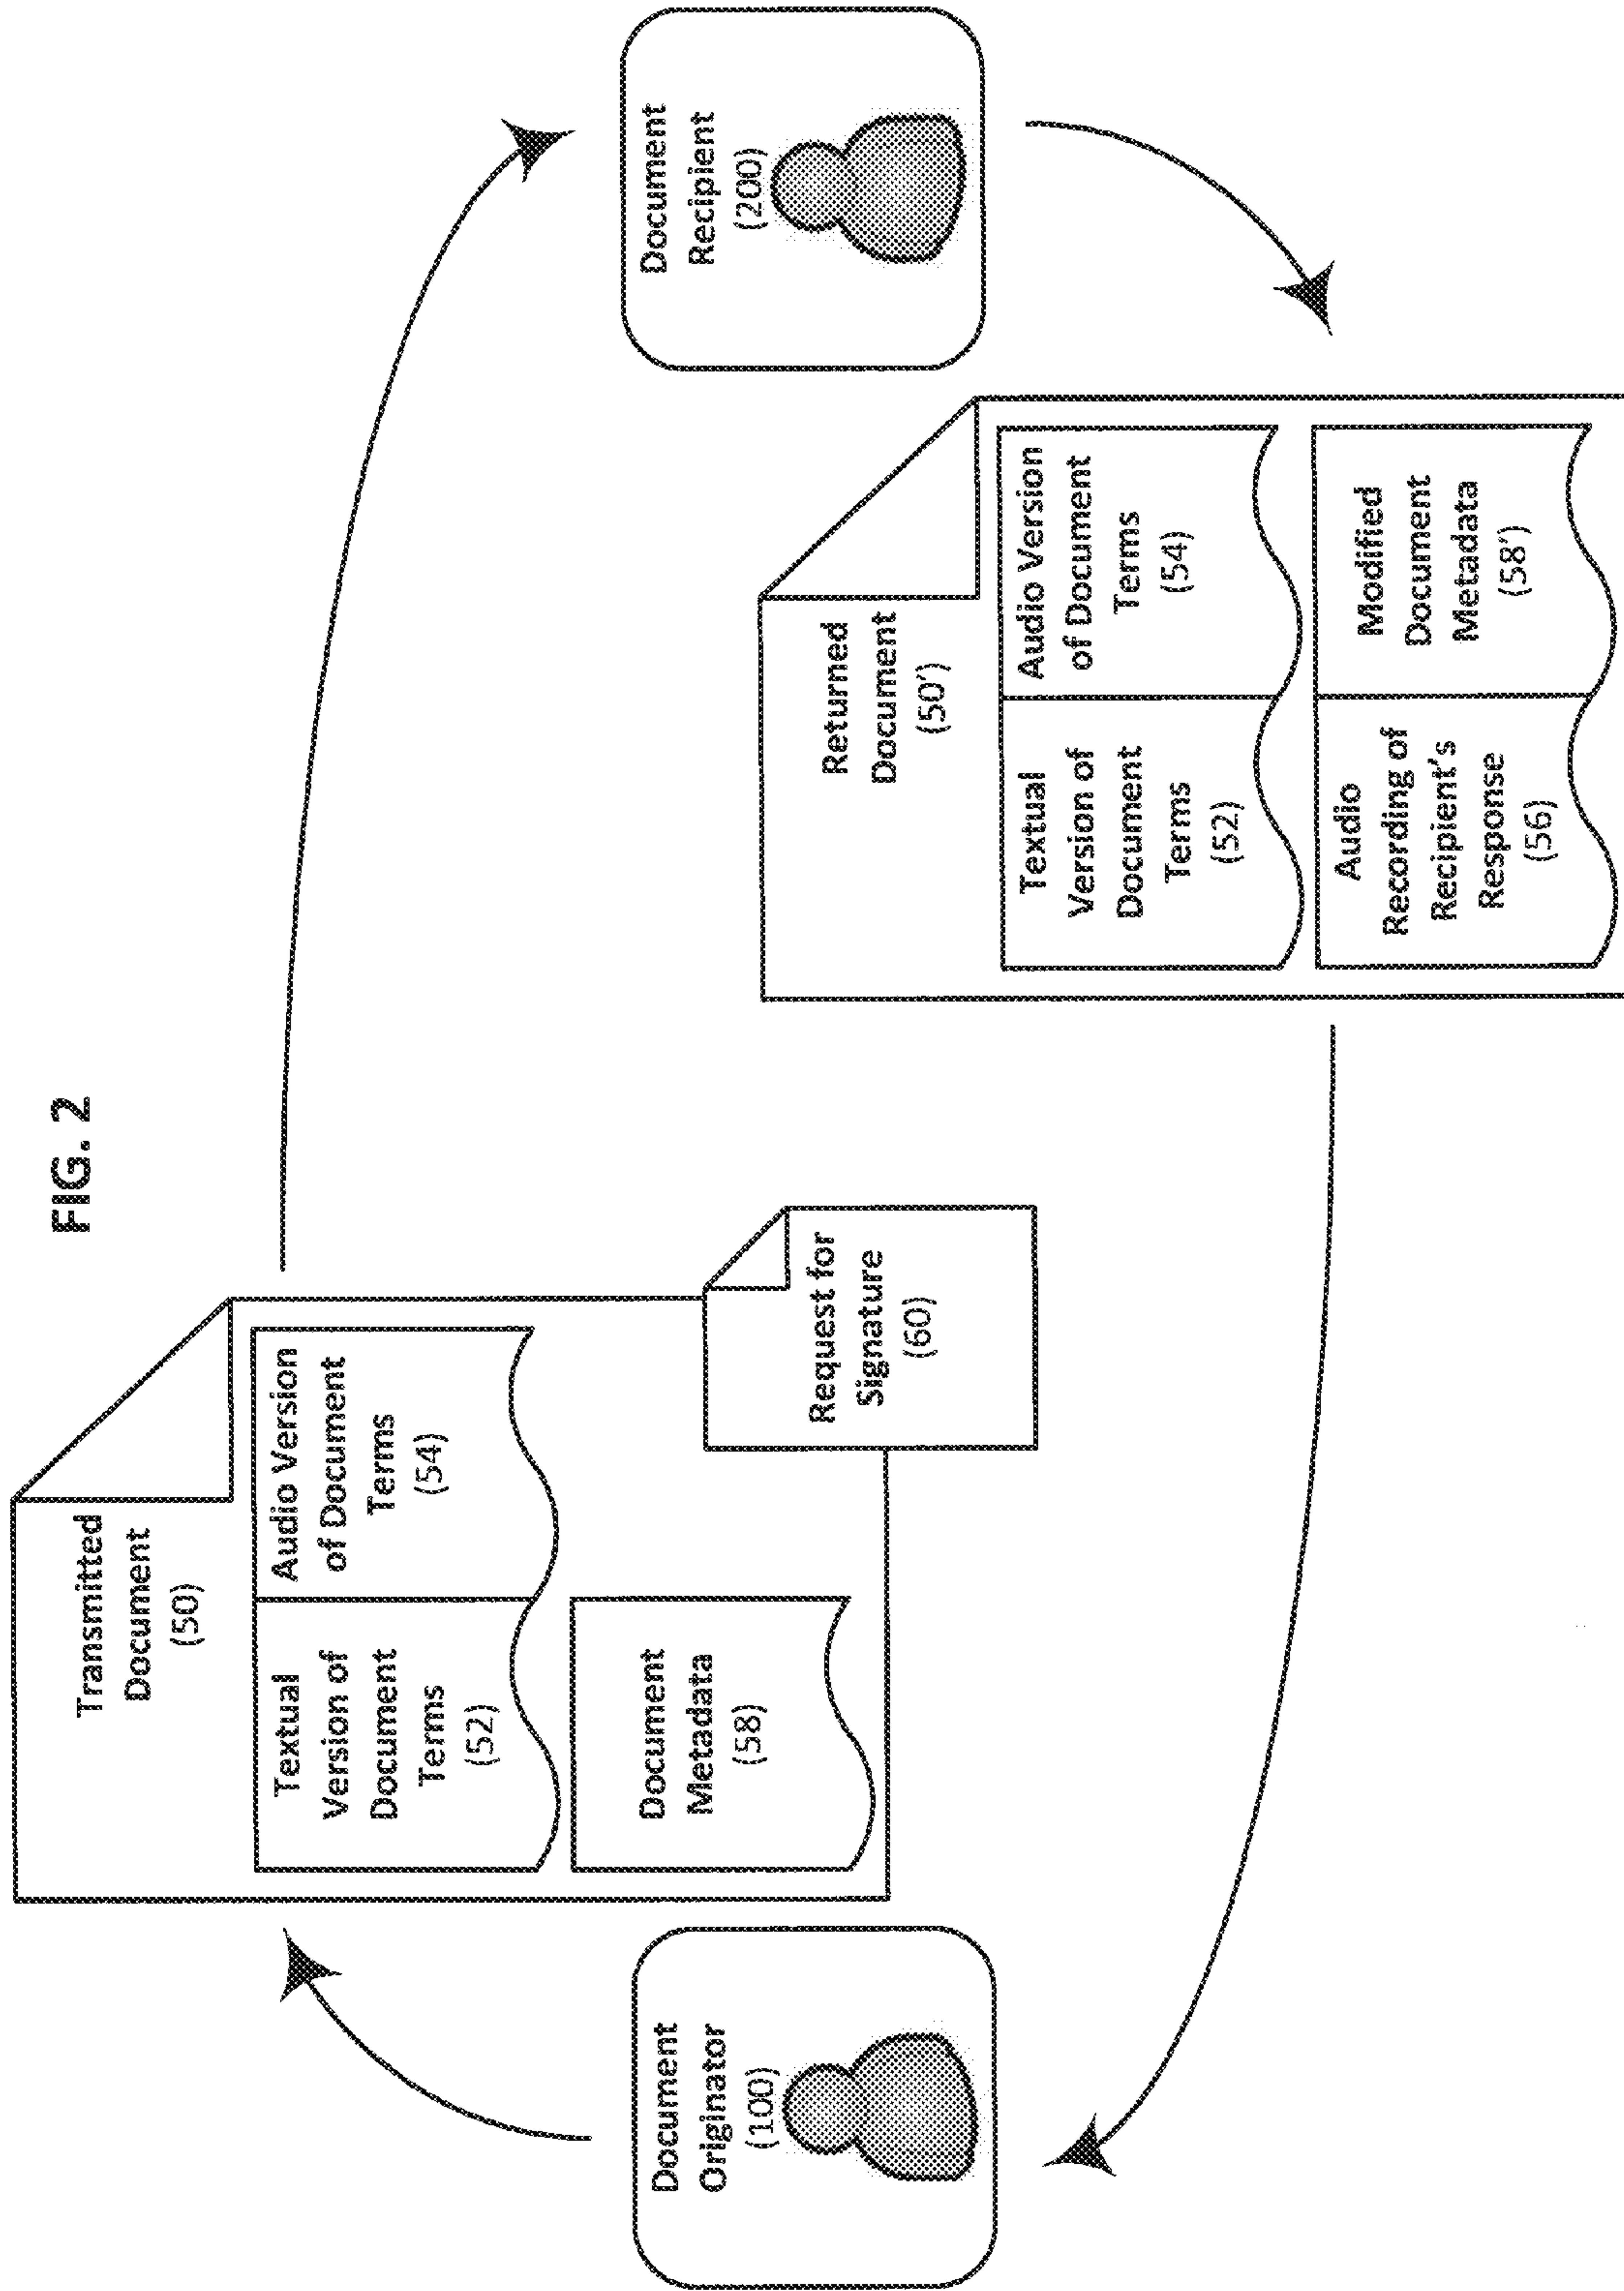 FIG. 2
Transmitted
Document
(50)
Textual
Version of
Document
Terms
(52)
Audio Version
of Document
Terms
(54)
Document
Metadata
(58)
Request for
Signature
(60)
Document
Originator
(100)
Document
Recipient
(200)
Returned
Document
(50')
Textual
Version of
Document
Terms
(52)
Audio Version
of Document
Terms
(54)
Audio
Recording of
Recipient's
Response
(56)
Modified
Document
Metadata
(58')